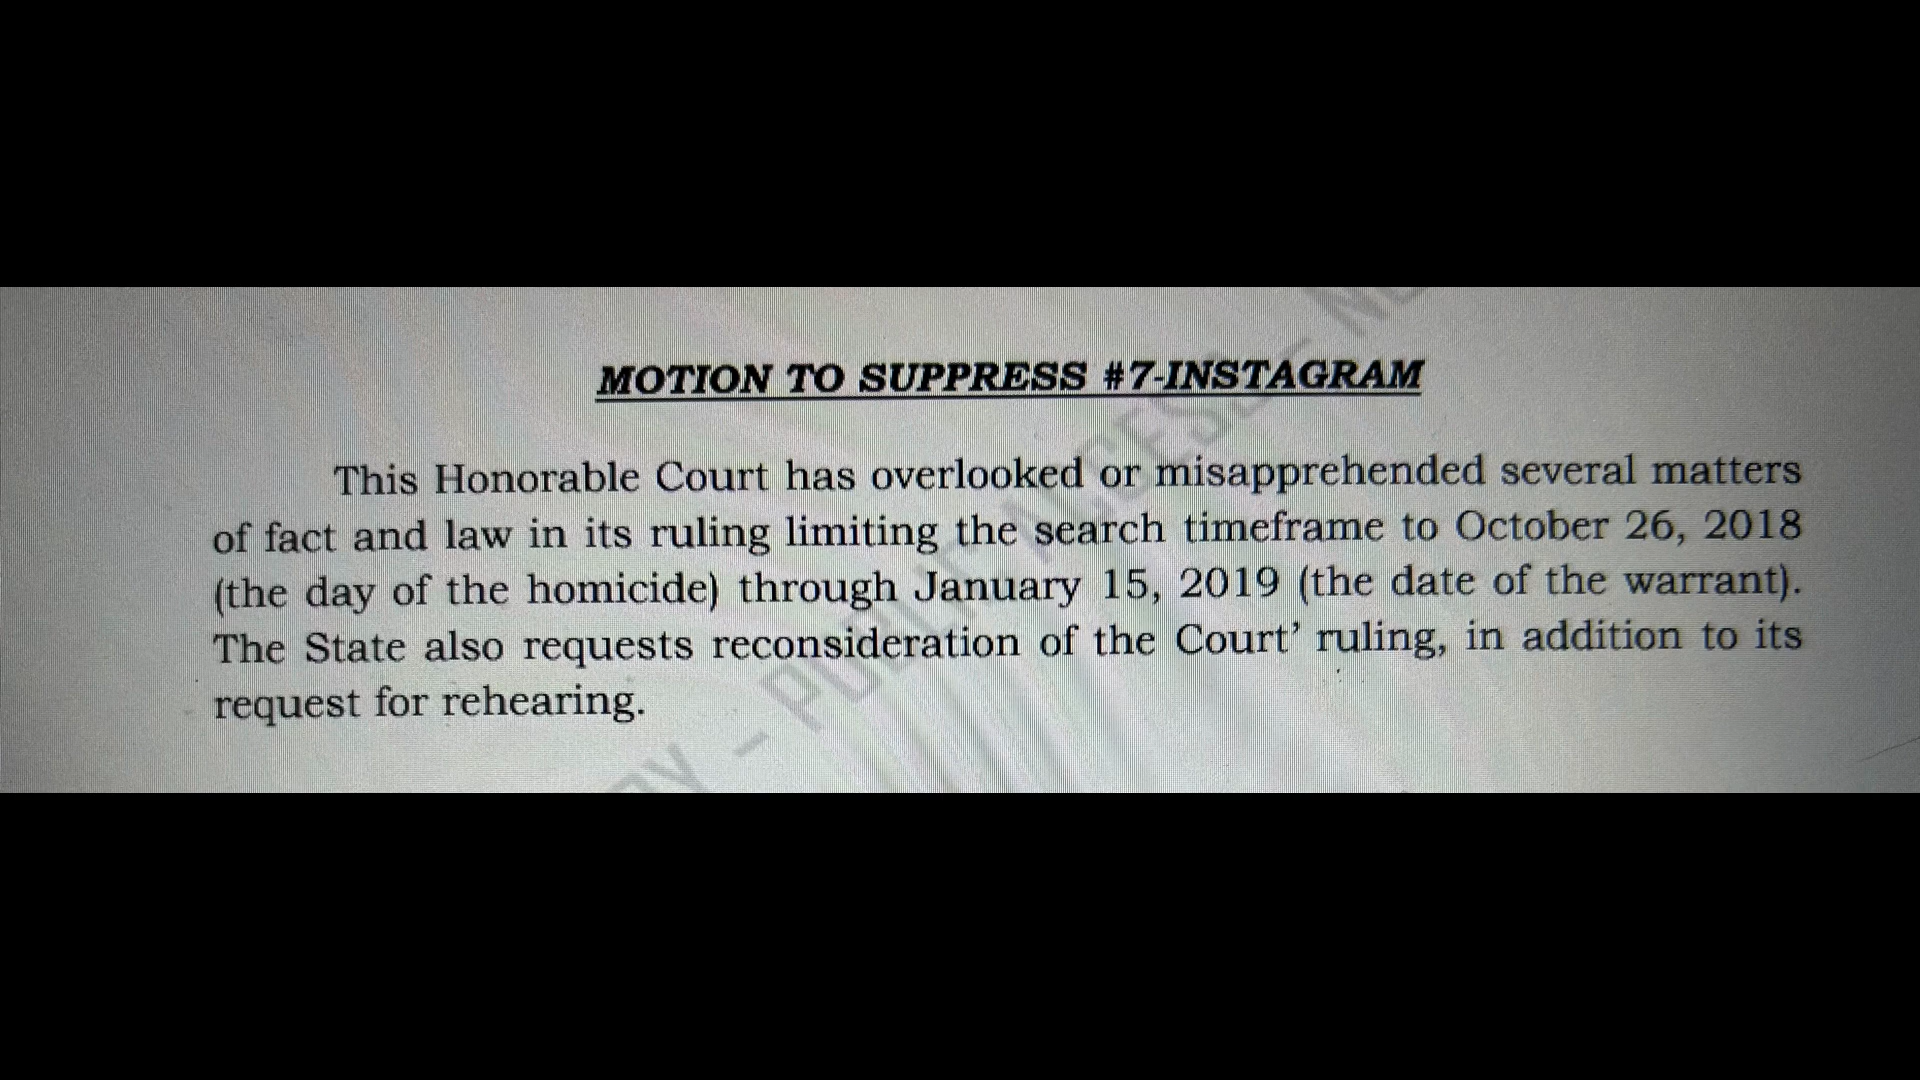 MOTION TO SUPPRESS #7-INSTAGRAM
This Honorable Court has overlooked or misapprehended several matters
of fact and law in its ruling limiting the search timeframe to October 26, 2018
(the day of the homicide) through January 15, 2019 (the date of the warrant).
The State also requests reconsideration of the Court’ ruling, in addition to its
request for rehearing.